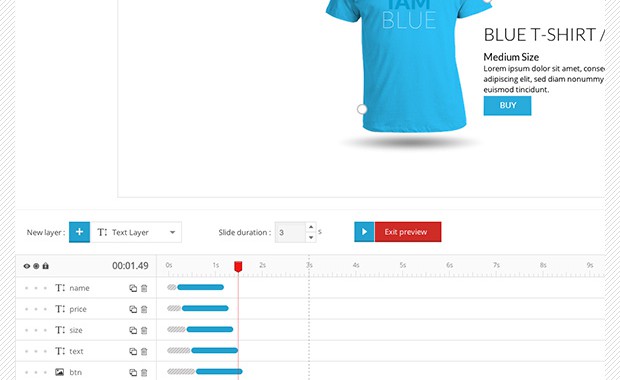 I AM
BLUE
BLUE T-SHIRT /
Medium Size
Lorem ipsum dolor sit amet, conse
adipiscing elit, sed diam nonummy
euismod tincidunt.
BUY
New layer : Text Layer Slide duration : 3 s Exit preview
00:01.49 0s 1s 2s 3s 5s 6s 7s 8s 9s
name
price
size
text
btn